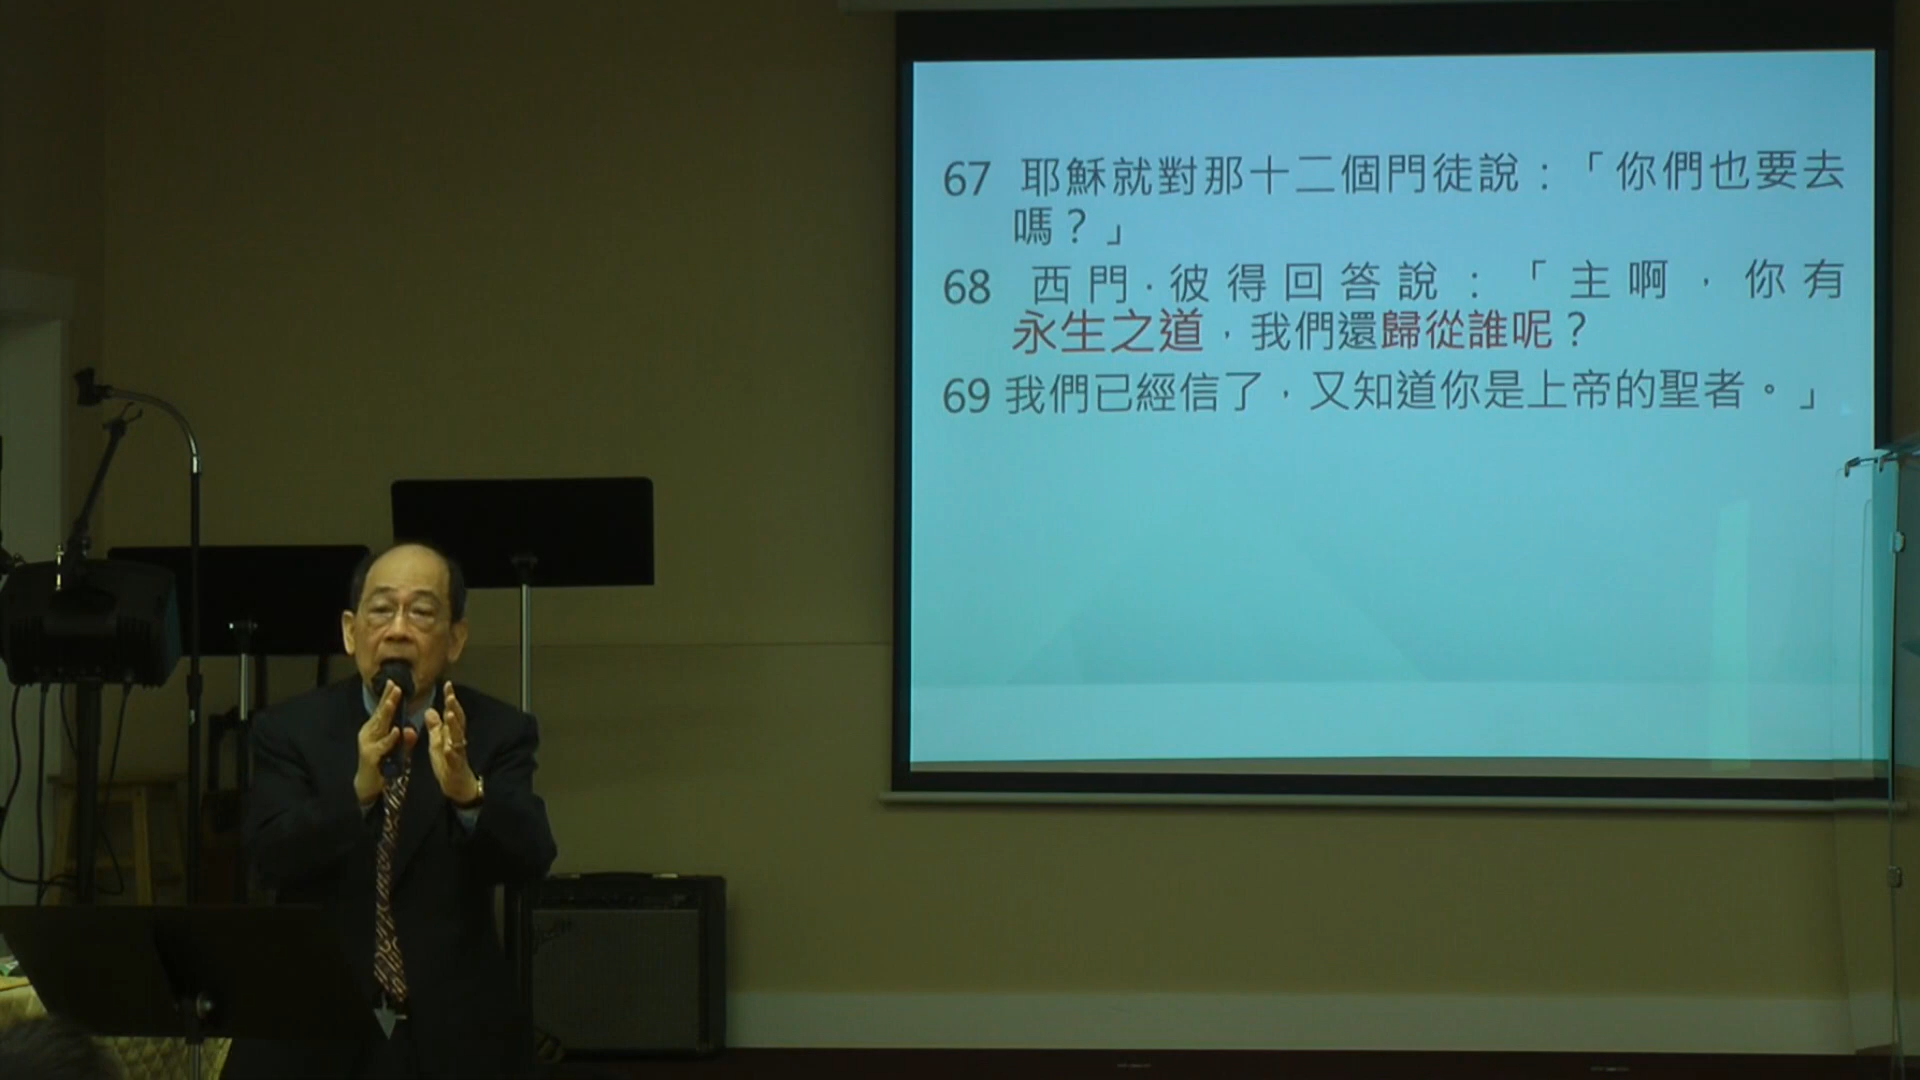 67 耶穌就對那十二個門徒說：「你們也要去
嗎？」
68 西門·彼得回答說：「主啊，你有
永生之道，我們還歸從誰呢？
69 我們已經信了，又知道你是上帝的聖者。」